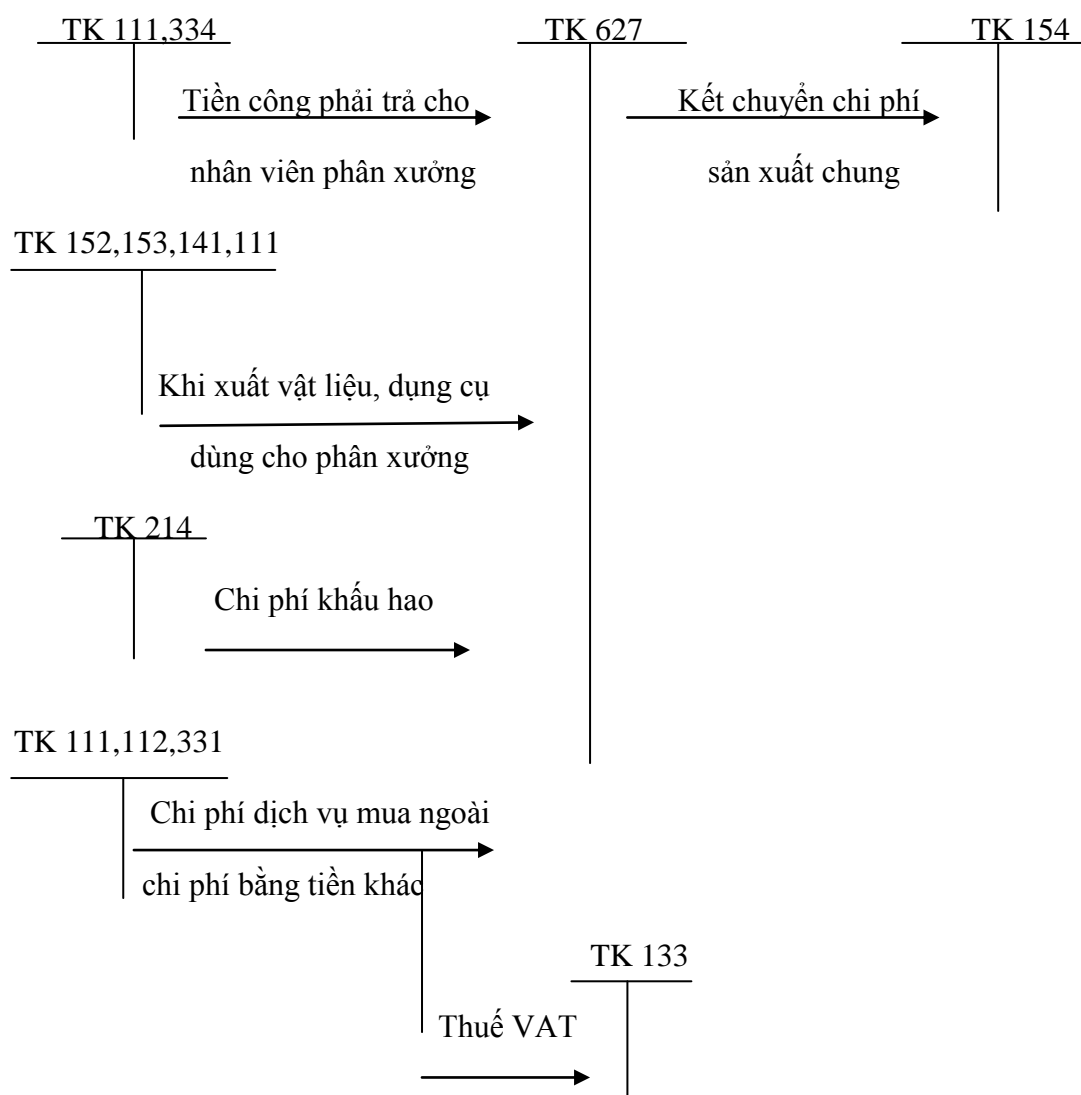 TK 111,334
TK 627
TK 154
Tiền công phải trả cho
nhân viên phân xưởng
Kết chuyển chi phí
sản xuất chung
TK 152,153,141,111
Khi xuất vật liệu, dụng cụ
dùng cho phân xưởng
TK 214
Chi phí khấu hao
TK 111,112,331
Chi phí dịch vụ mua ngoài
chi phí bằng tiền khác
TK 133
Thuế VAT